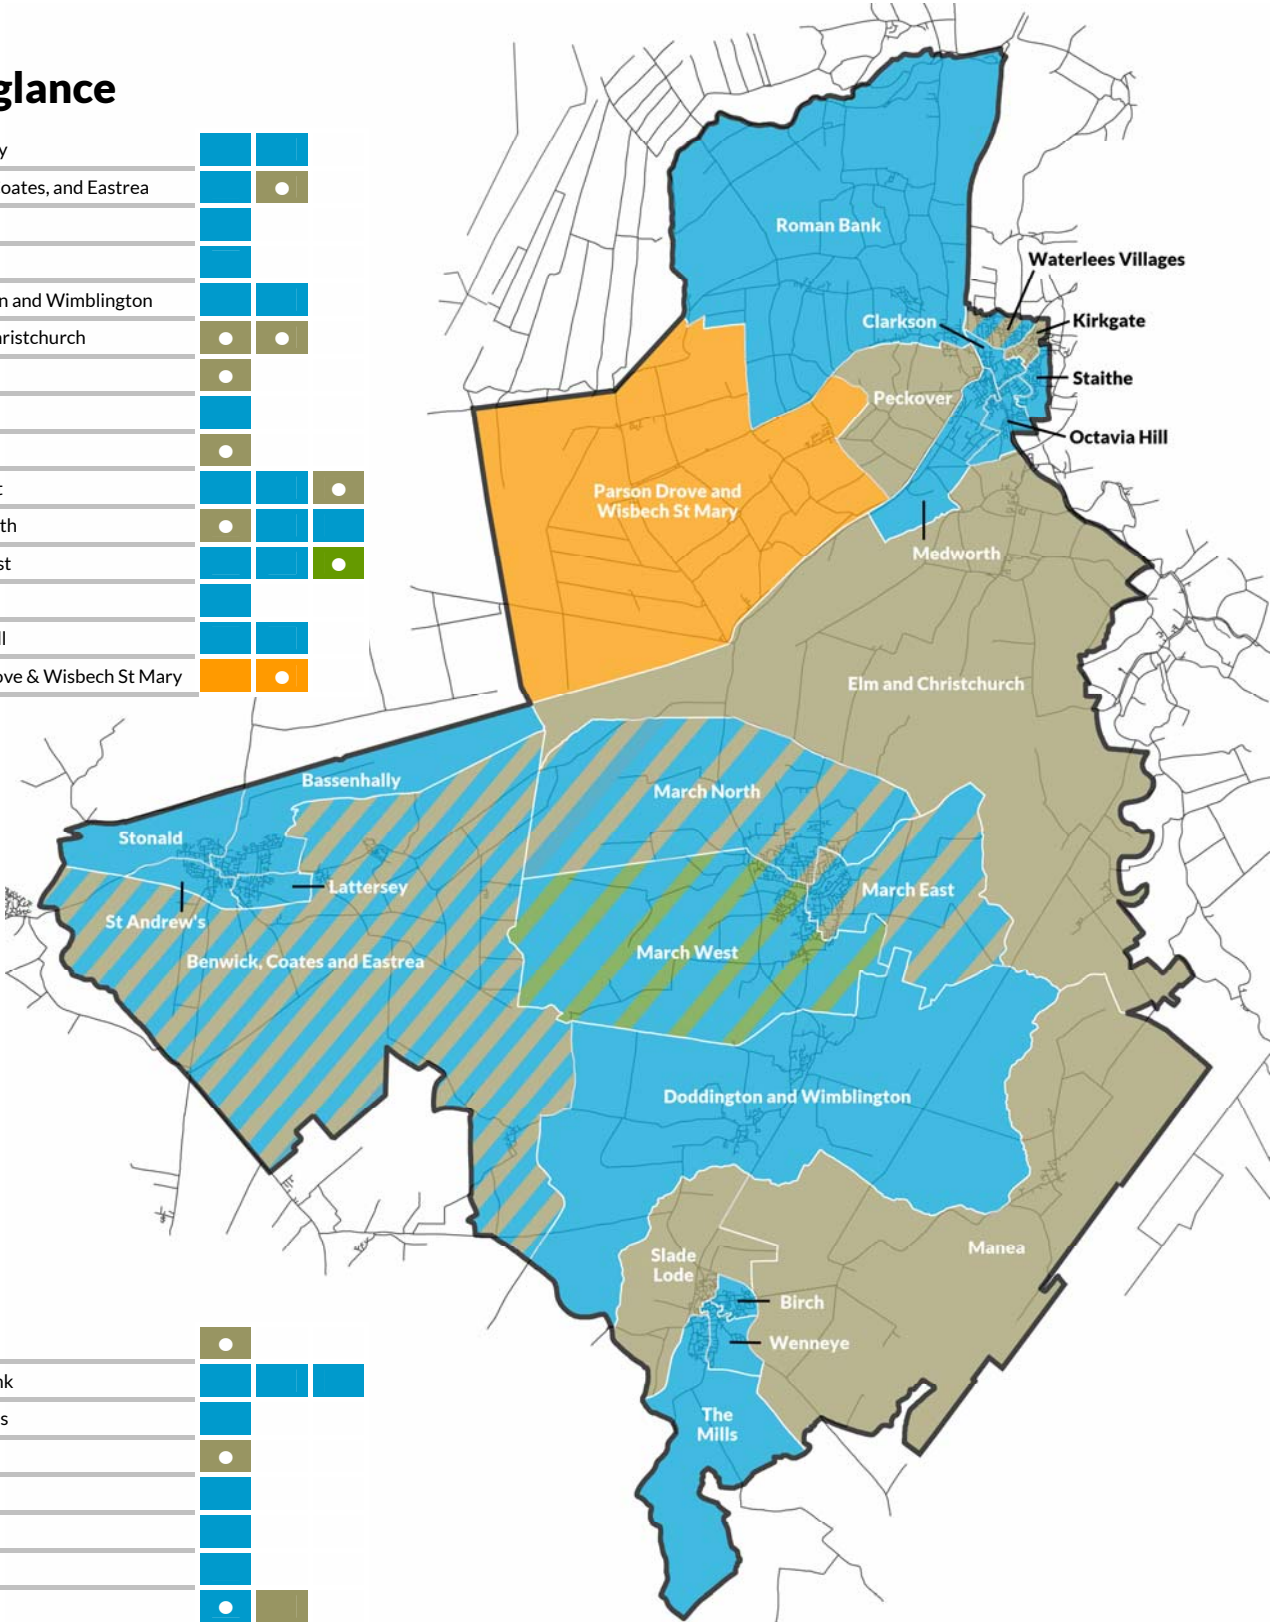 glance
y
oates, and Eastrea
n and Wimblington
ristchurch
t
th
st
ll
ove & Wisbech St Mary
nk
s
Roman Bank
Waterlees Villages
Clarkson
Kirkgate
Staithe
Peckover
Octavia Hill
Parson Drove and
Wisbech St Mary
Medworth
Elm and Christchurch
Bassenhally
March North
Stonald
Lattersey
March East
St Andrew's
March West
Benwick, Coates and Eastrea
Doddington and Wimblington
Manea
Slade
Lode
Birch
Wenneye
The
Mills